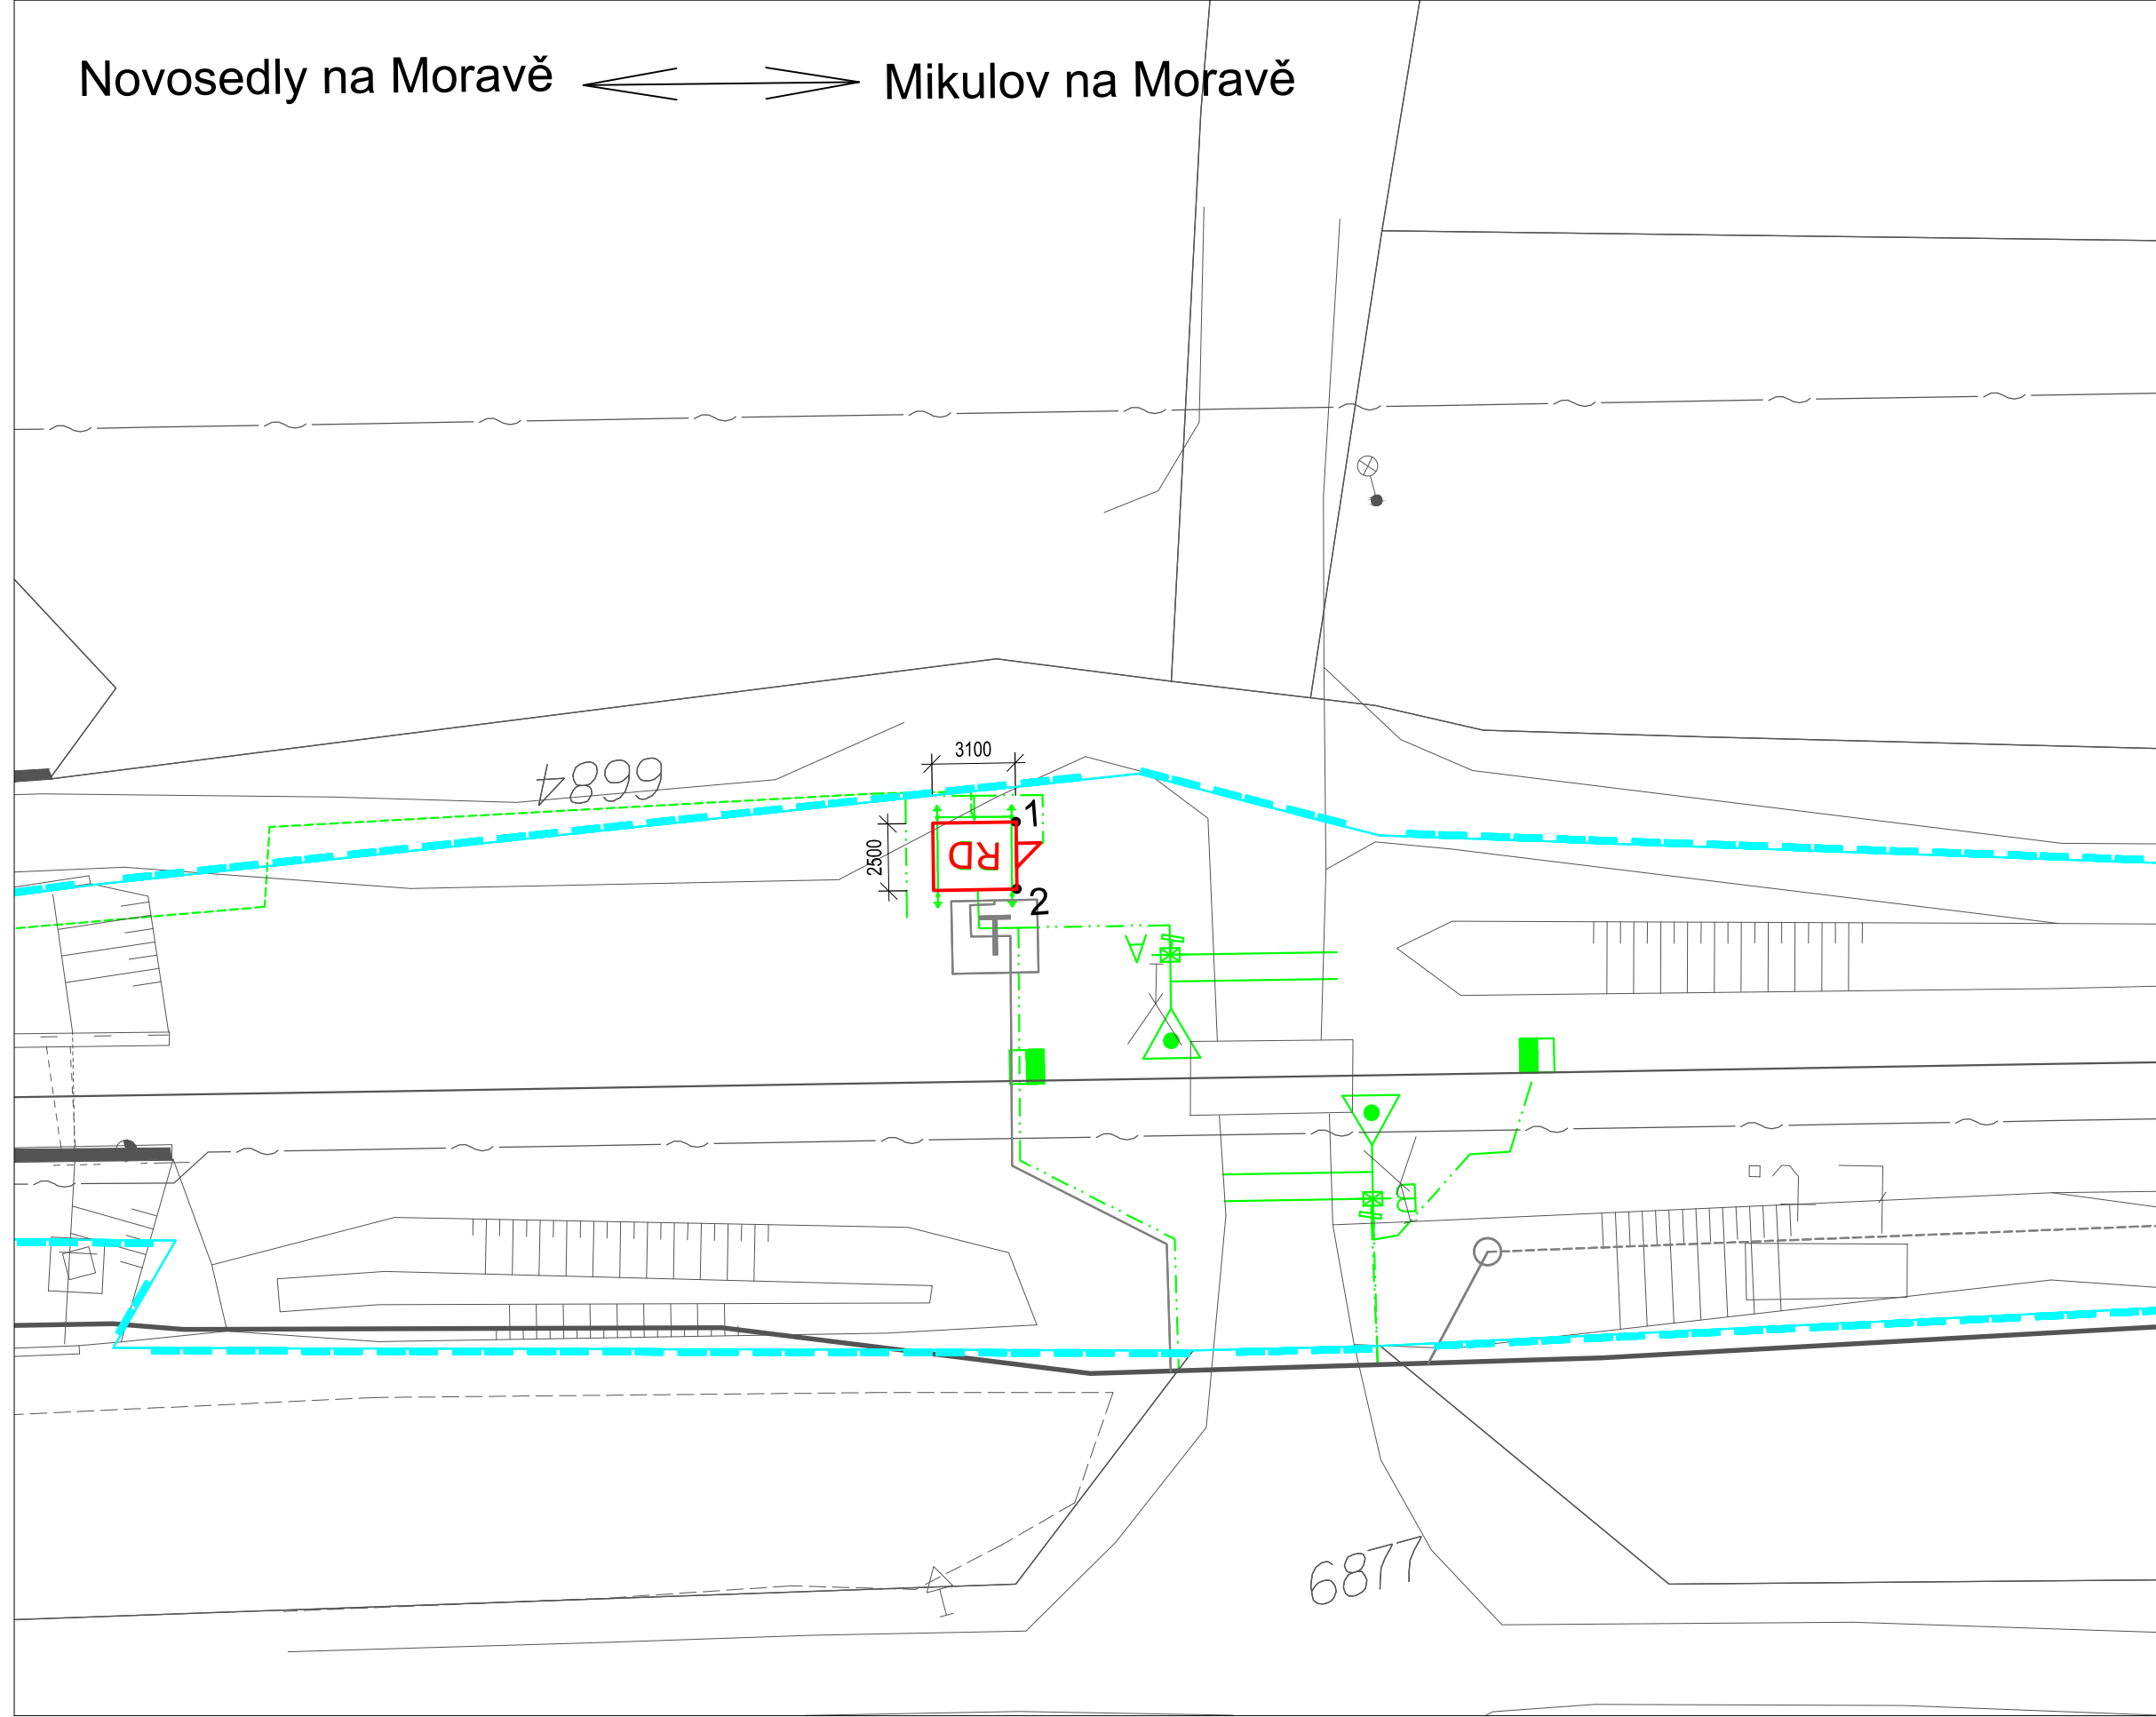 Novosedly na Moravě
Mikulov na Moravě
6684
3100
2500
1
RD
2
T
A
B
6877